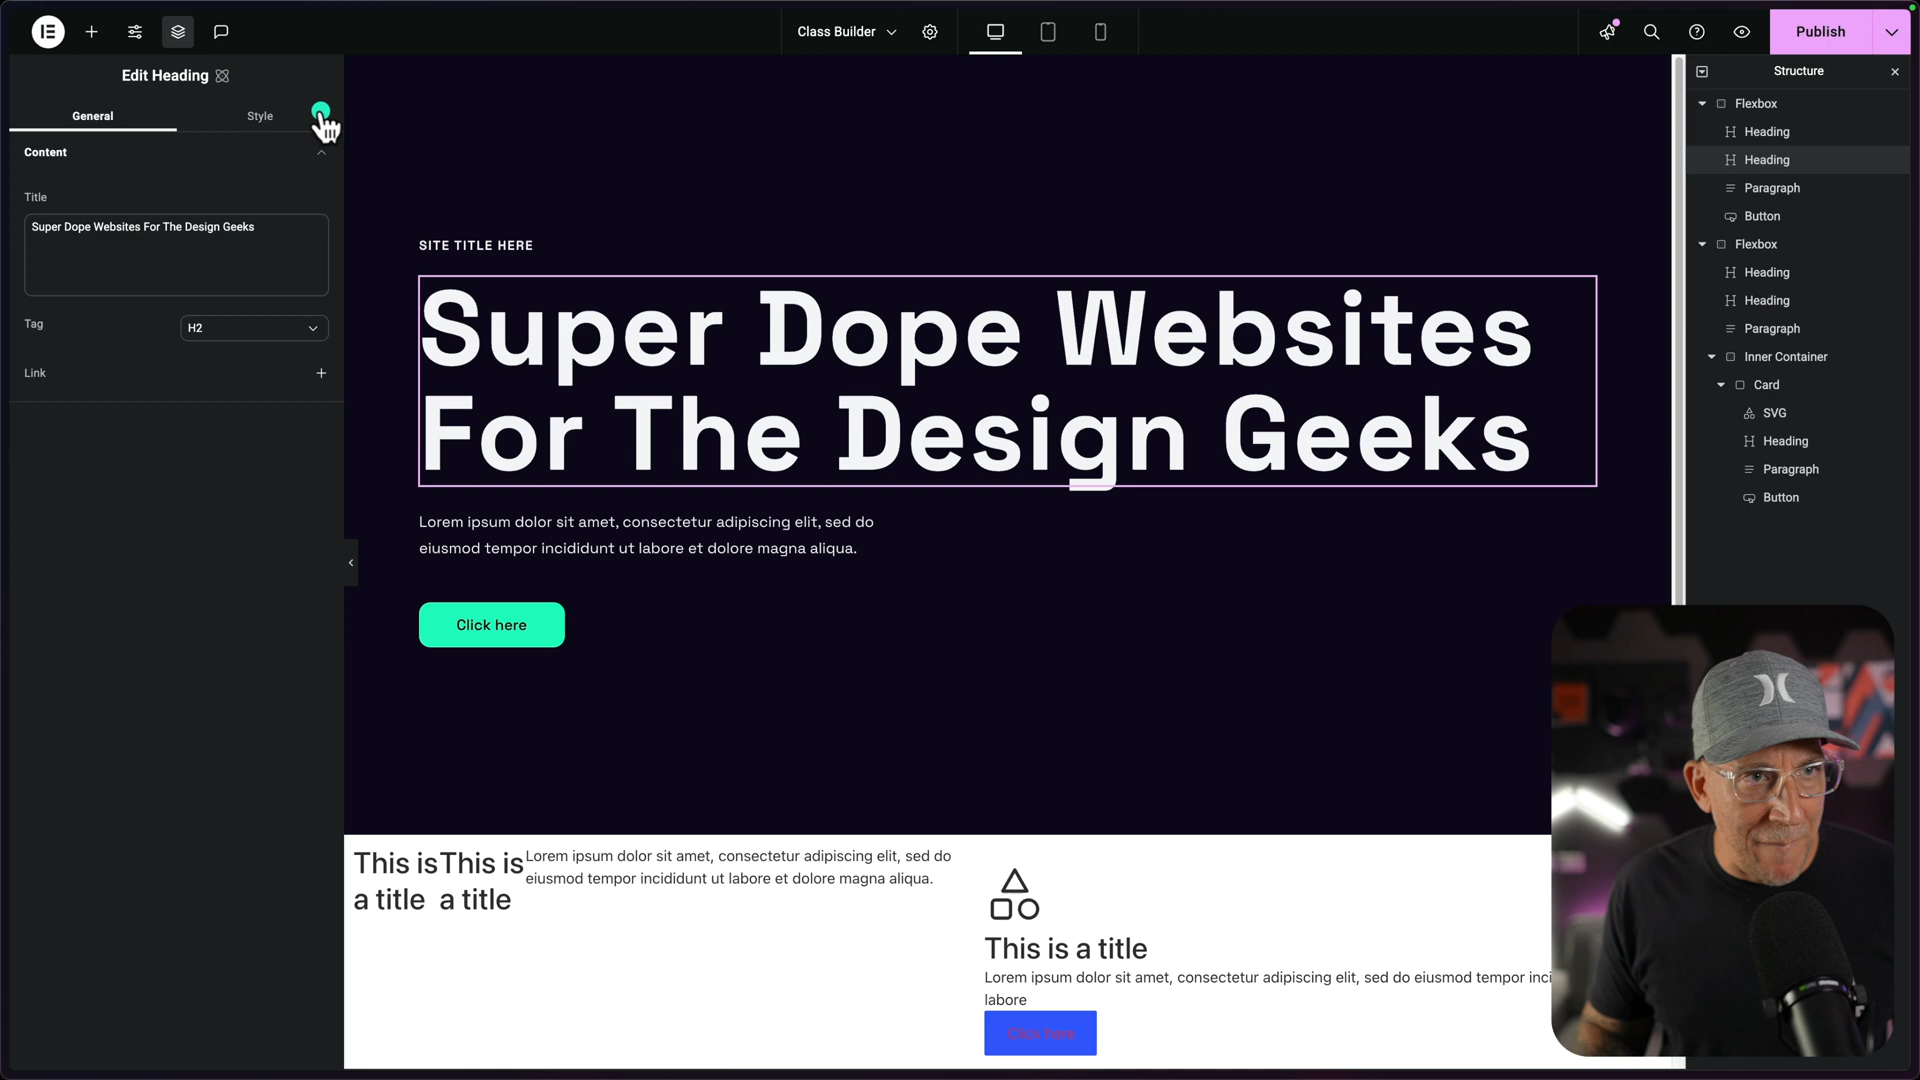 Class Builder
Publish
Edit Heading
General
Style
Content
Title
Super Dope Websites For The Design Geeks
Tag
H2
Link
SITE TITLE HERE
Super Dope Websites
For The Design Geeks
Lorem ipsum dolor sit amet, consectetur adipiscing elit, sed do
eiusmod tempor incididunt ut labore et dolore magna aliqua.
Click here
This is
a title
This is
a title
Lorem ipsum dolor sit amet, consectetur adipiscing elit, sed do
eiusmod tempor incididunt ut labore et dolore magna aliqua.
This is a title
Lorem ipsum dolor sit amet, consectetur adipiscing elit, sed do eiusmod tempor inci
labore
Click here
Structure
Flexbox
Heading
Heading
Paragraph
Button
Flexbox
Heading
Heading
Paragraph
Inner Container
Card
SVG
Heading
Paragraph
Button